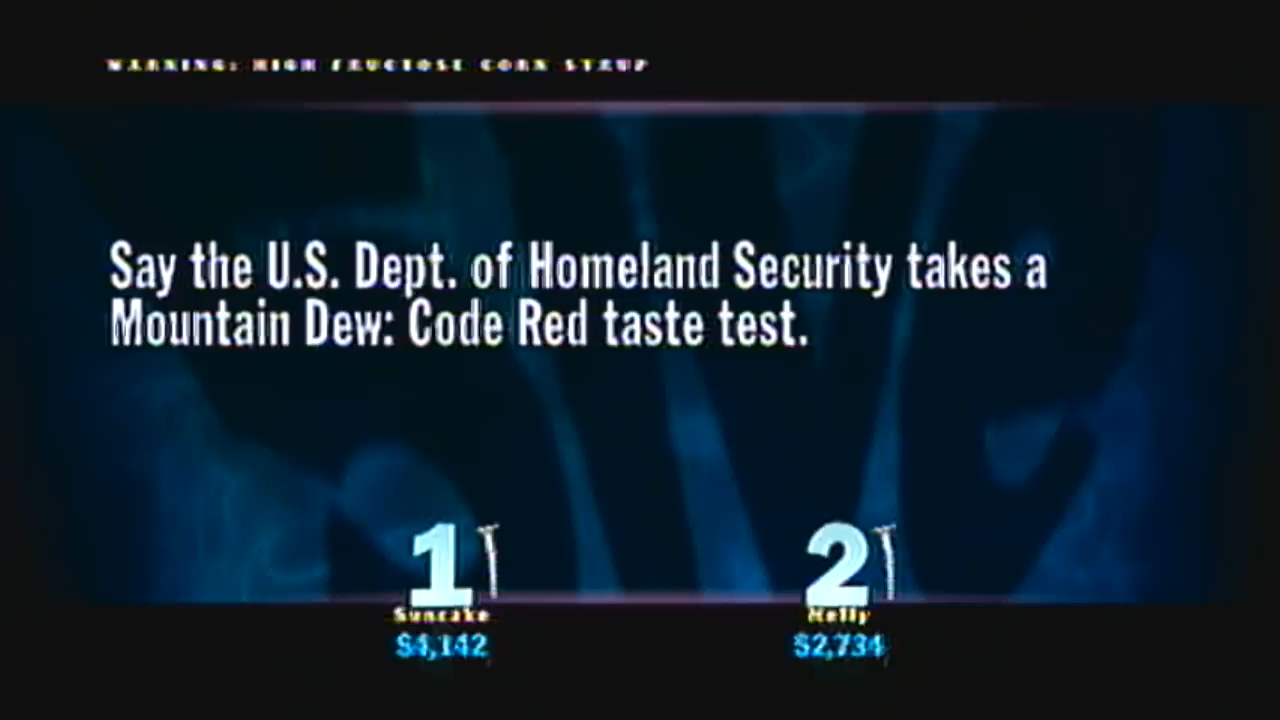 WARNING: HIGH FRUCTOSE CORN SYRUP
Say the U.S. Dept. of Homeland Security takes a
Mountain Dew: Code Red taste test.
1 2
Suncake Melly
$4,142 $2,734